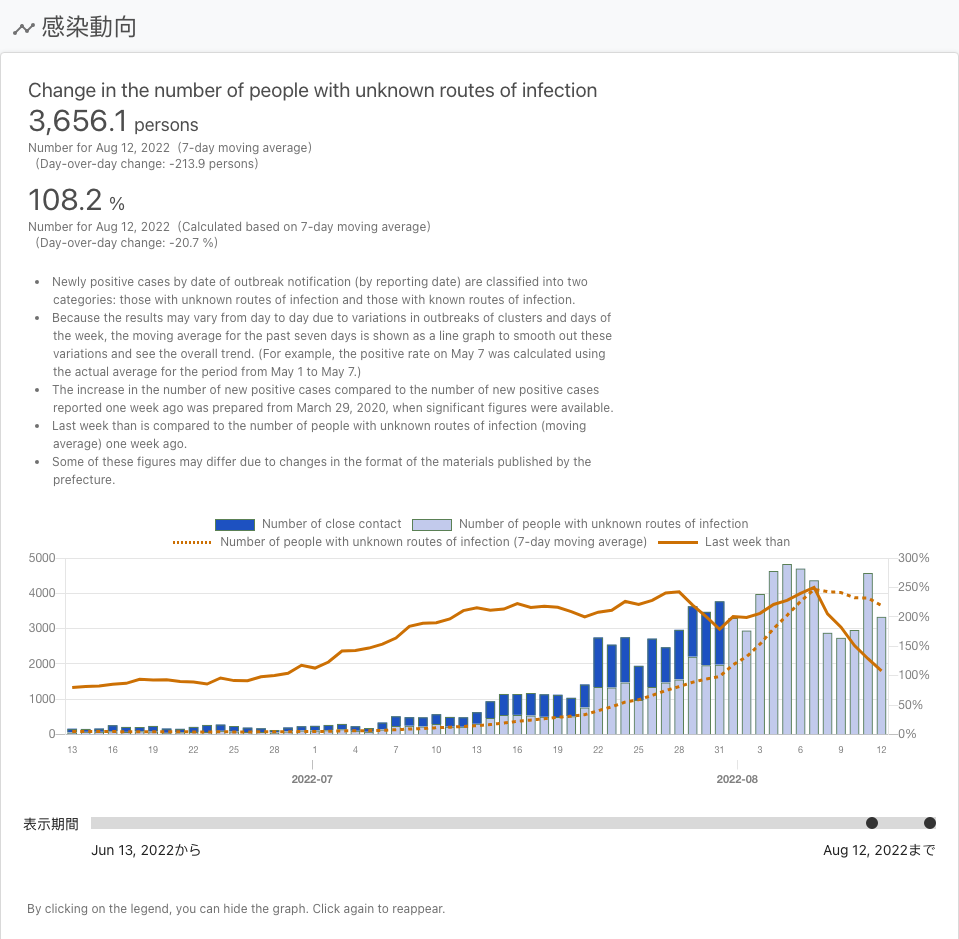 感染動向
Change in the number of people with unknown routes of infection
3,656.1 persons
Number for Aug 12, 2022 (7-day moving average)
(Day-over-day change: -213.9 persons)
108.2 %
Number for Aug 12, 2022 (Calculated based on 7-day moving average)
(Day-over-day change: -20.7 %)
• Newly positive cases by date of outbreak notification (by reporting date) are classified into two
categories: those with unknown routes of infection and those with known routes of infection.
• Because the results may vary from day to day due to variations in outbreaks of clusters and days of
the week, the moving average for the past seven days is shown as a line graph to smooth out these
variations and see the overall trend. (For example, the positive rate on May 7 was calculated using
the actual average for the period from May 1 to May 7.)
• The increase in the number of new positive cases compared to the number of new positive cases
reported one week ago was prepared from March 29, 2020, when significant figures were available.
• Last week than is compared to the number of people with unknown routes of infection (moving
average) one week ago.
• Some of these figures may differ due to changes in the format of the materials published by the
prefecture.
Number of close contact Number of people with unknown routes of infection
Number of people with unknown routes of infection (7-day moving average) Last week than
5000 300%
250%
4000
200%
3000
150%
2000
100%
1000
50%
0 0%
13 16 19 22 25 28 1 4 7 10 13 16 19 22 25 28 31 3 6 9 12
2022-07 2022-08
表示期間
Jun 13, 2022から Aug 12, 2022まで
By clicking on the legend, you can hide the graph. Click again to reappear.